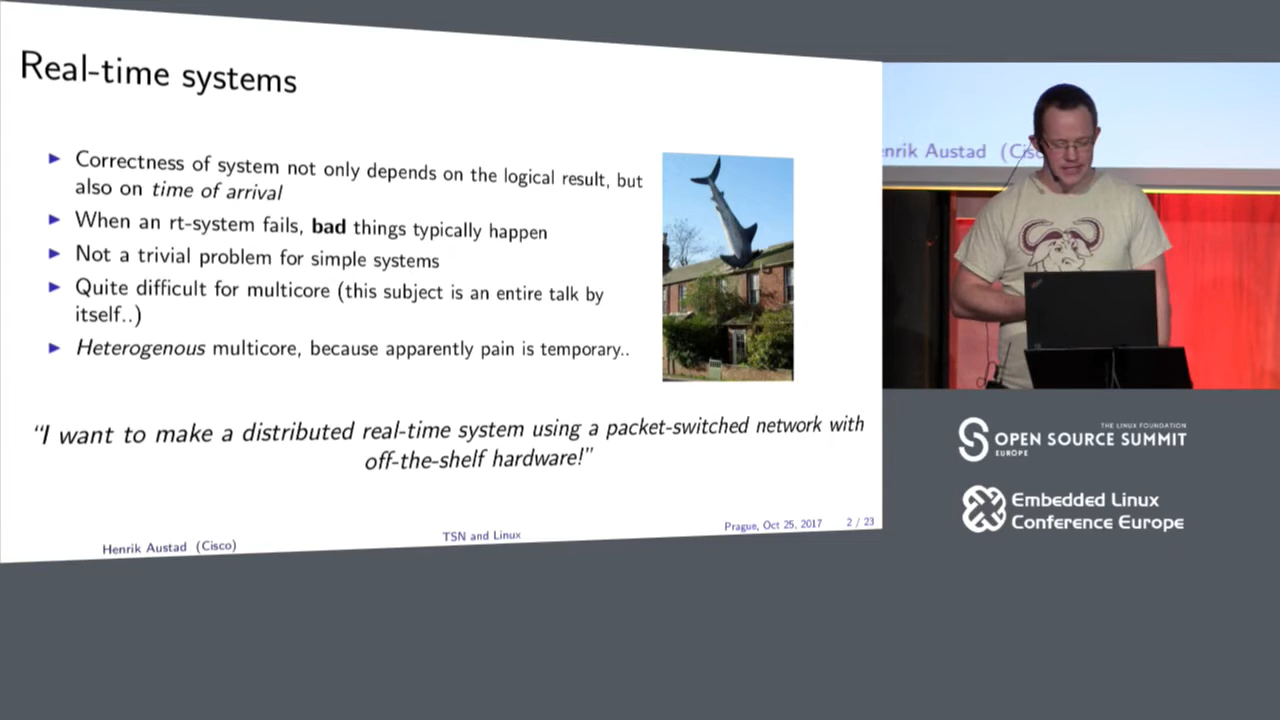 Real-time systems
Correctness of system not only depends on the logical result, but
also on time of arrival
When an rt-system fails, bad things typically happen
Not a trivial problem for simple systems
Quite difficult for multicore (this subject is an entire talk by
itself..)
Heterogenous multicore, because apparently pain is temporary..
"I want to make a distributed real-time system using a packet-switched network with
off-the-shelf hardware!"
Henrik Austad (Cisco)
TSN and Linux
Prague, Oct 25, 2017
2 / 23
nrik Austad (Cisc
THE LINUX FOUNDATION
OPEN SOURCE SUMMIT
EUROPE
Embedded Linux
Conference Europe